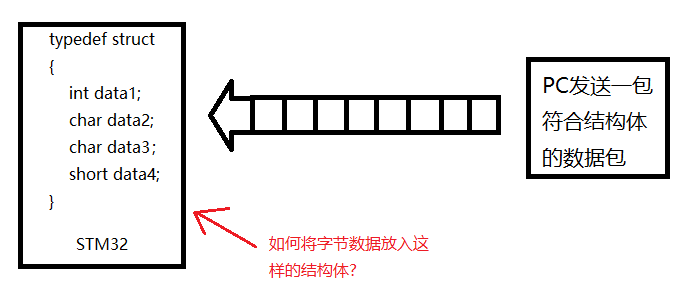 typedef struct
{
int data1;
char data2;
char data3;
short data4;
}
STM32
PC发送一包
符合结构体
的数据包
如何将字节数据放入这
样的结构体?